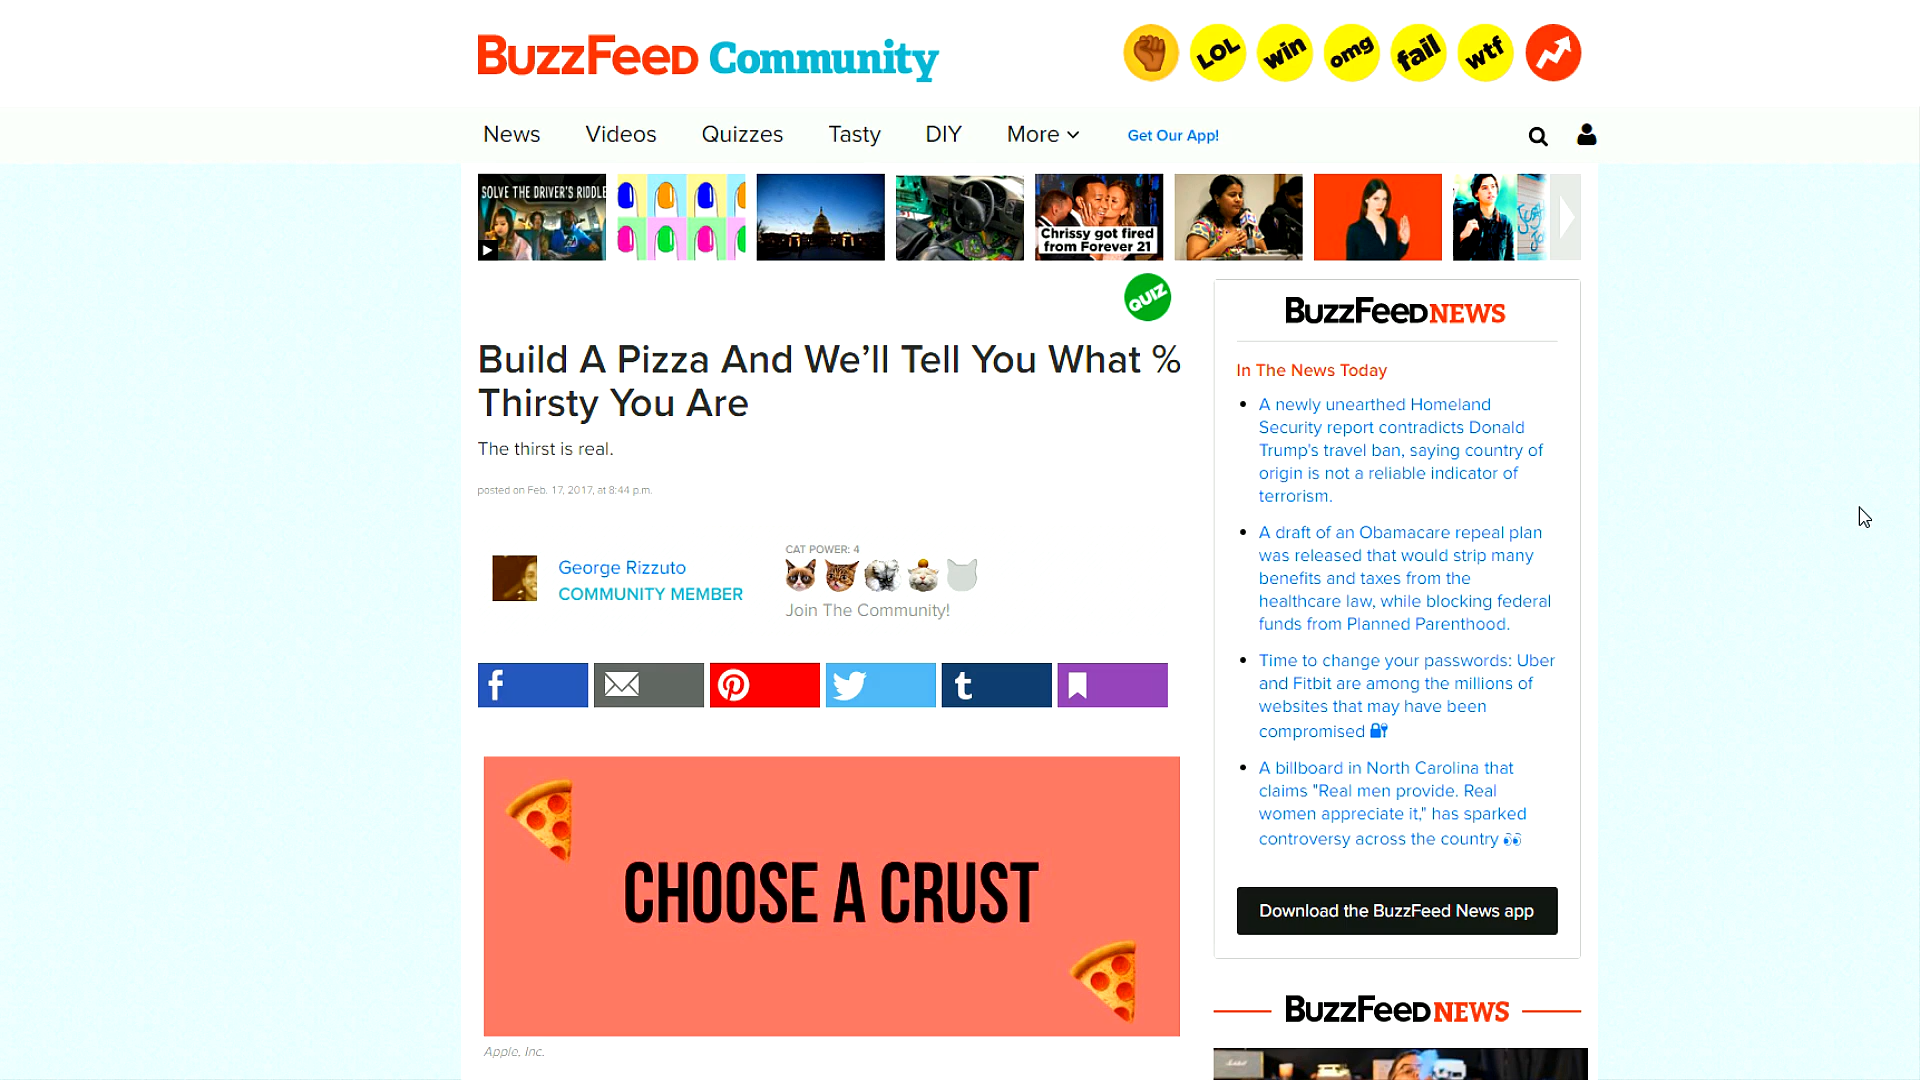 BuzzFeed Community
LOL
win
omg
fail
wtf
News
Videos
Quizzes
Tasty
DIY
More
Get Our App!
SOLVE THE DRIVER'S RIDDLE
Chrissy got fired
from Forever 21
QUIZ
Build A Pizza And We'll Tell You What %
Thirsty You Are
The thirst is real.
posted on Feb. 17, 2017, at 8:44 p.m.
George Rizzuto
COMMUNITY MEMBER
CAT POWER: 4
Join The Community!
CHOOSE A CRUST
Apple, Inc.
BuzzFeedNEWS
In The News Today
A newly unearthed Homeland
Security report contradicts Donald
Trump's travel ban, saying country of
origin is not a reliable indicator of
terrorism.
A draft of an Obamacare repeal plan
was released that would strip many
benefits and taxes from the
healthcare law, while blocking federal
funds from Planned Parenthood.
Time to change your passwords: Uber
and Fitbit are among the millions of
websites that may have been
compromised 🔐
A billboard in North Carolina that
claims "Real men provide. Real
women appreciate it," has sparked
controversy across the country 👀
Download the BuzzFeed News app
BuzzFeedNEWS